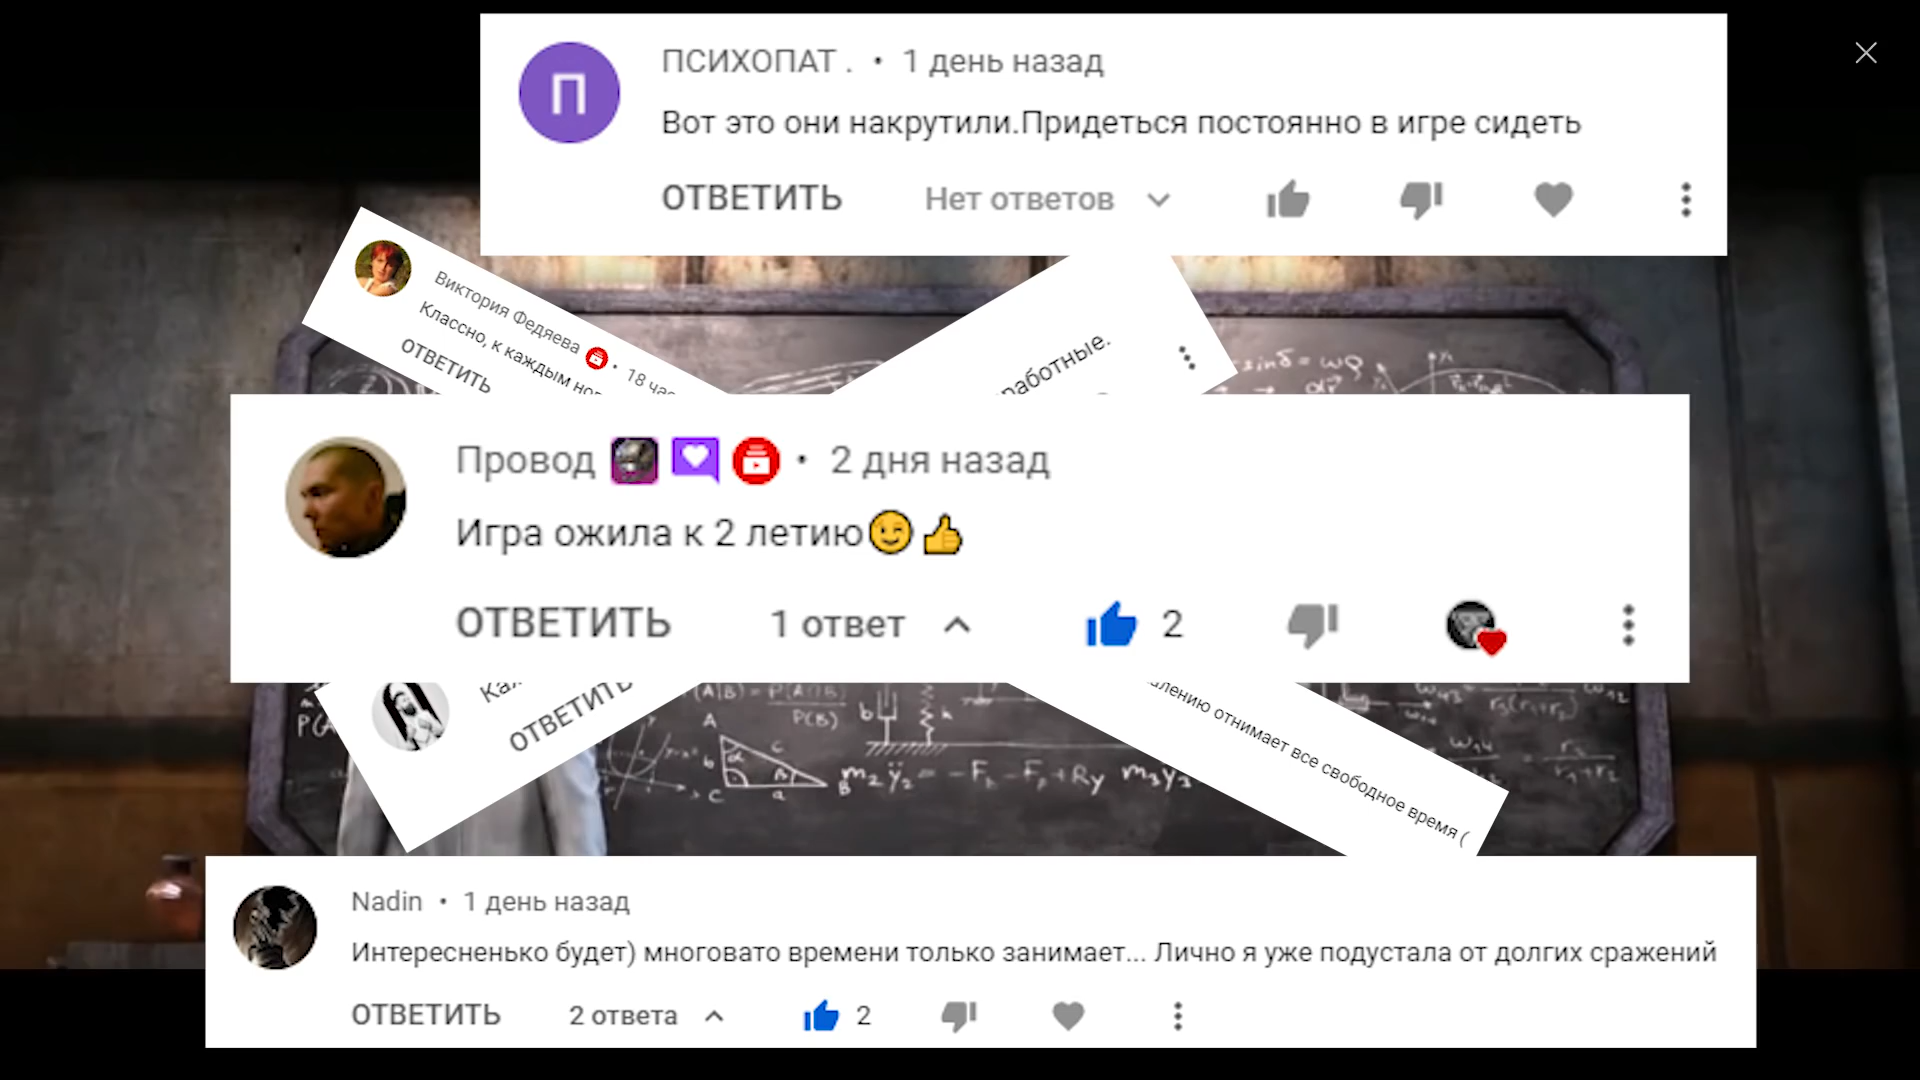 П
ПСИХОПАТ . • 1 день назад
Вот это они накрутили.Придеться постоянно в игре сидеть
ОТВЕТИТЬ Нет ответов
Виктория Федяева • 18
Классно, к каждым
ОТВЕТИТЬ
работные.
Провод • 2 дня назад
Игра ожила к 2 летию😉👍
ОТВЕТИТЬ 1 ответ 2
ОТВЕТИТЬ
отнимает все свободное время (
P(B)
A
b
c
α
C
a
B
m₂ÿ₂ = -F
Nadin • 1 день назад
Интересненько будет) многовато времени только занимает... Лично я уже подустала от долгих сражений
ОТВЕТИТЬ 2 ответа 2